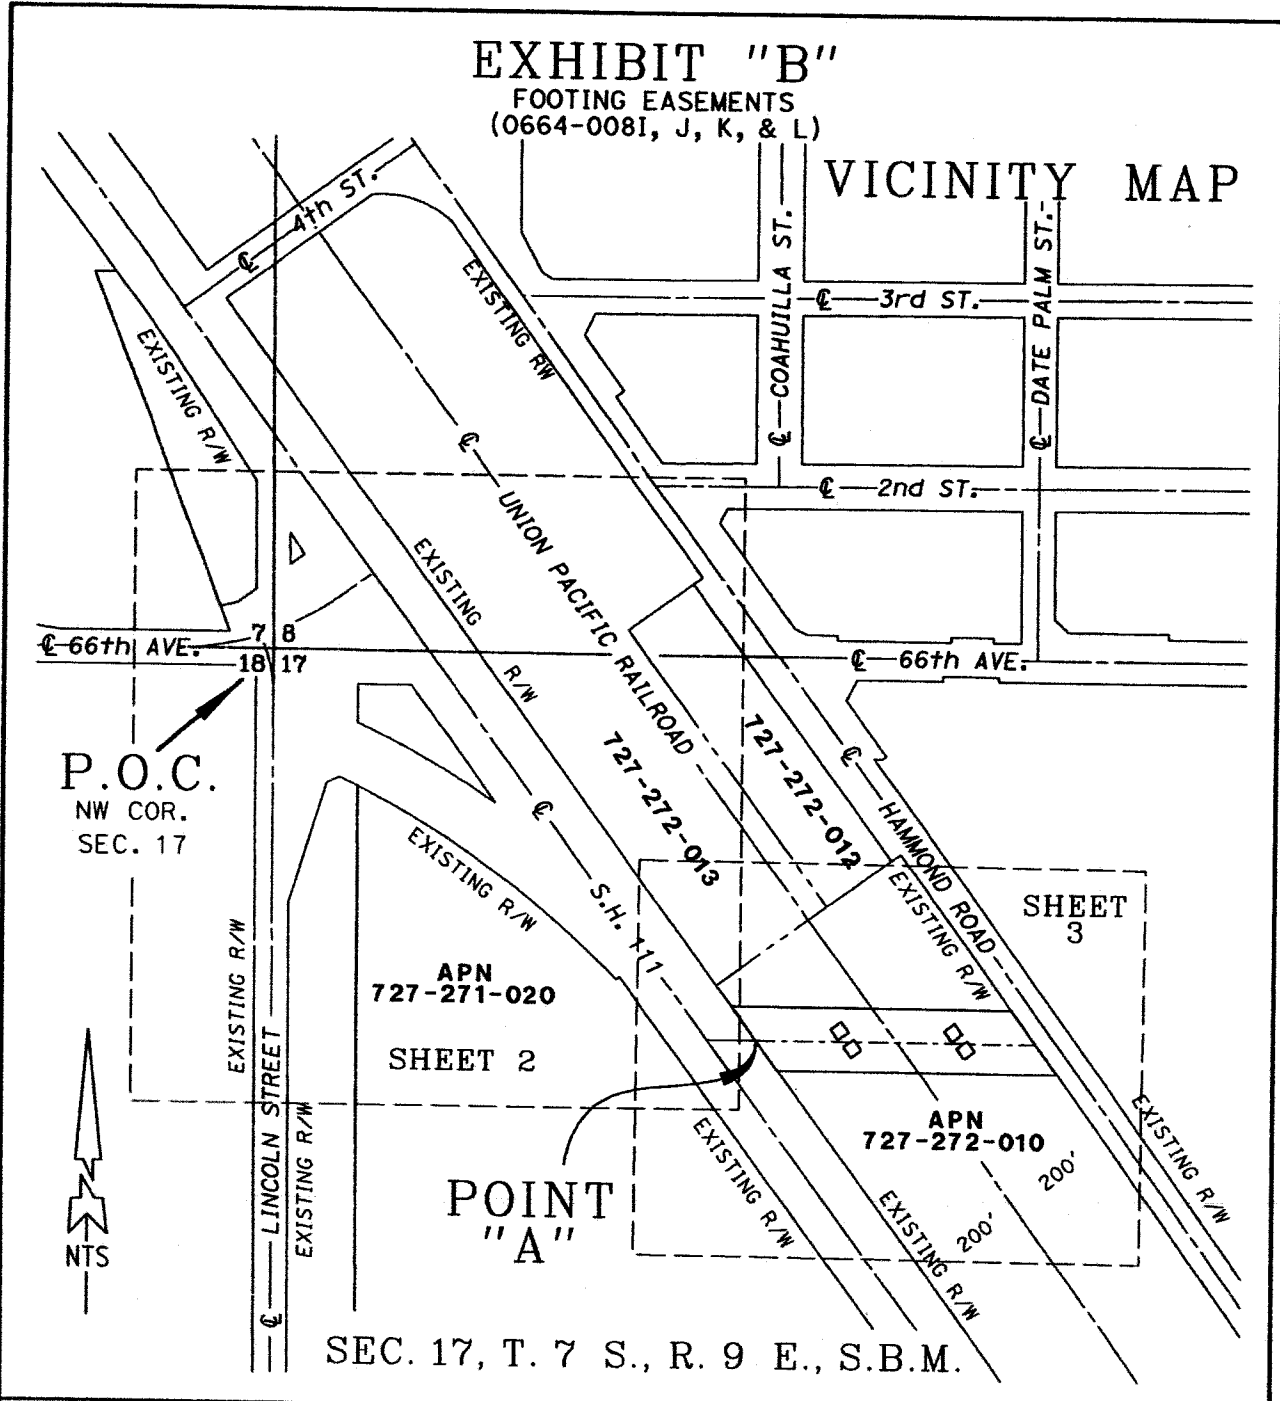 EXHIBIT "B"
FOOTING EASEMENTS
(0664-008I, J, K, & L)
VICINITY MAP
℄ 4th ST.
EXISTING RW
EXISTING R/W
℄ COAHUILLA ST.
℄ 3rd ST.
℄ DATE PALM ST.
℄ 2nd ST.
℄ UNION PACIFIC RAILROAD
EXISTING R/W
℄ 66th AVE.
7 8
18 17
℄ 66th AVE.
P.O.C.
NW COR.
SEC. 17
727-272-013
727-272-012
℄ HAMMOND ROAD
EXISTING R/W
℄ S.H. 111
EXISTING R/W
SHEET
3
EXISTING R/W
APN
727-271-020
SHEET 2
℄ LINCOLN STREET
EXISTING R/W
APN
727-272-010
200'
200'
EXISTING R/W
EXISTING R/W
EXISTING R/W
POINT
"A"
NTS
SEC. 17, T. 7 S., R. 9 E., S.B.M.